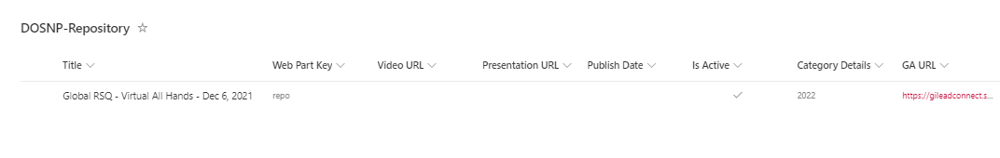 DOSNP-Repository
Title Web Part Key Video URL Presentation URL Publish Date Is Active Category Details GA URL
Global RSQ - Virtual All Hands - Dec 6, 2021 repo 2022 https://gileadconnect.s...